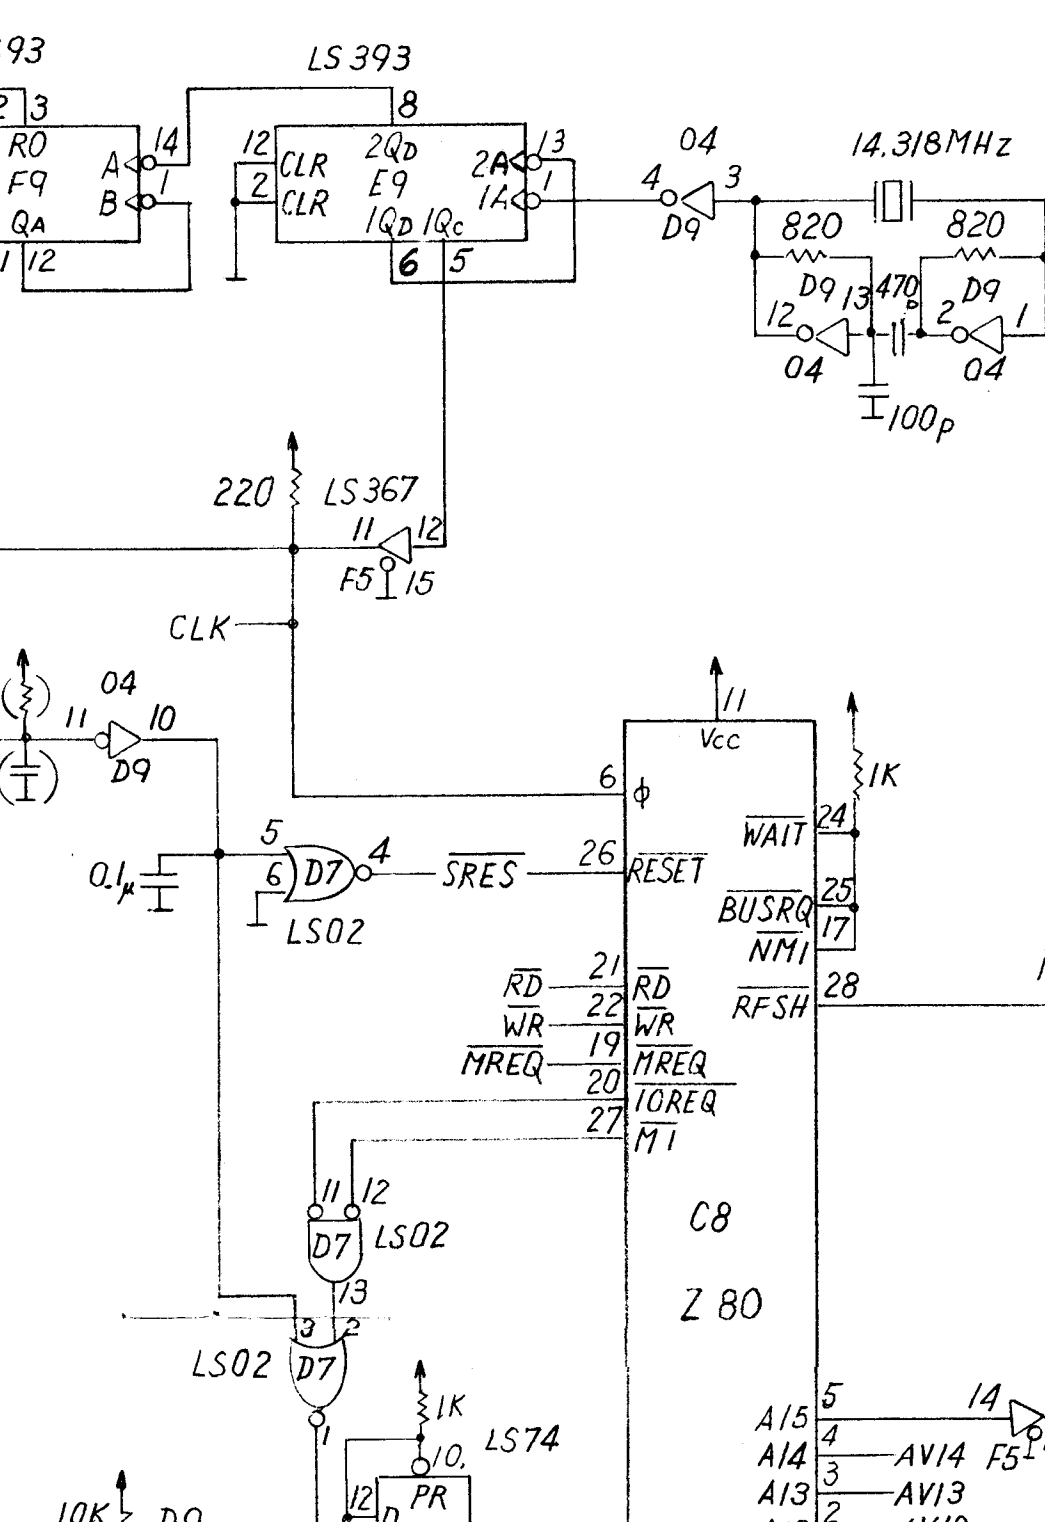 93
LS393
2 3
8
R0
F9
QA
A
B
14
1
1 12
12
2
CLR
CLR
2QD
E9
1QD 1QC
2A
1A
13
1
6 5
4
04
3
D9
14.318MHz
820
820
D9 13
470
P
D9
12
2
1
04
04
100p
220
LS367
11
12
F5
15
CLK
04
11
10
D9
11
Vcc
6
φ
1K
WAIT
24
5
6
D7
4
SRES
26
RESET
0.1μ
LS02
BUSRQ
25
NMI
17
RFSH
28
RD
21
RD
WR
22
WR
MREQ
19
MREQ
20
IOREQ
27
M1
11
12
D7
LS02
C8
13
Z80
3
2
LS02
D7
1
1K
LS74
10.
12
D
PR
10K
A15
5
14
A14
4
AV14
F5
A13
3
AV13
2